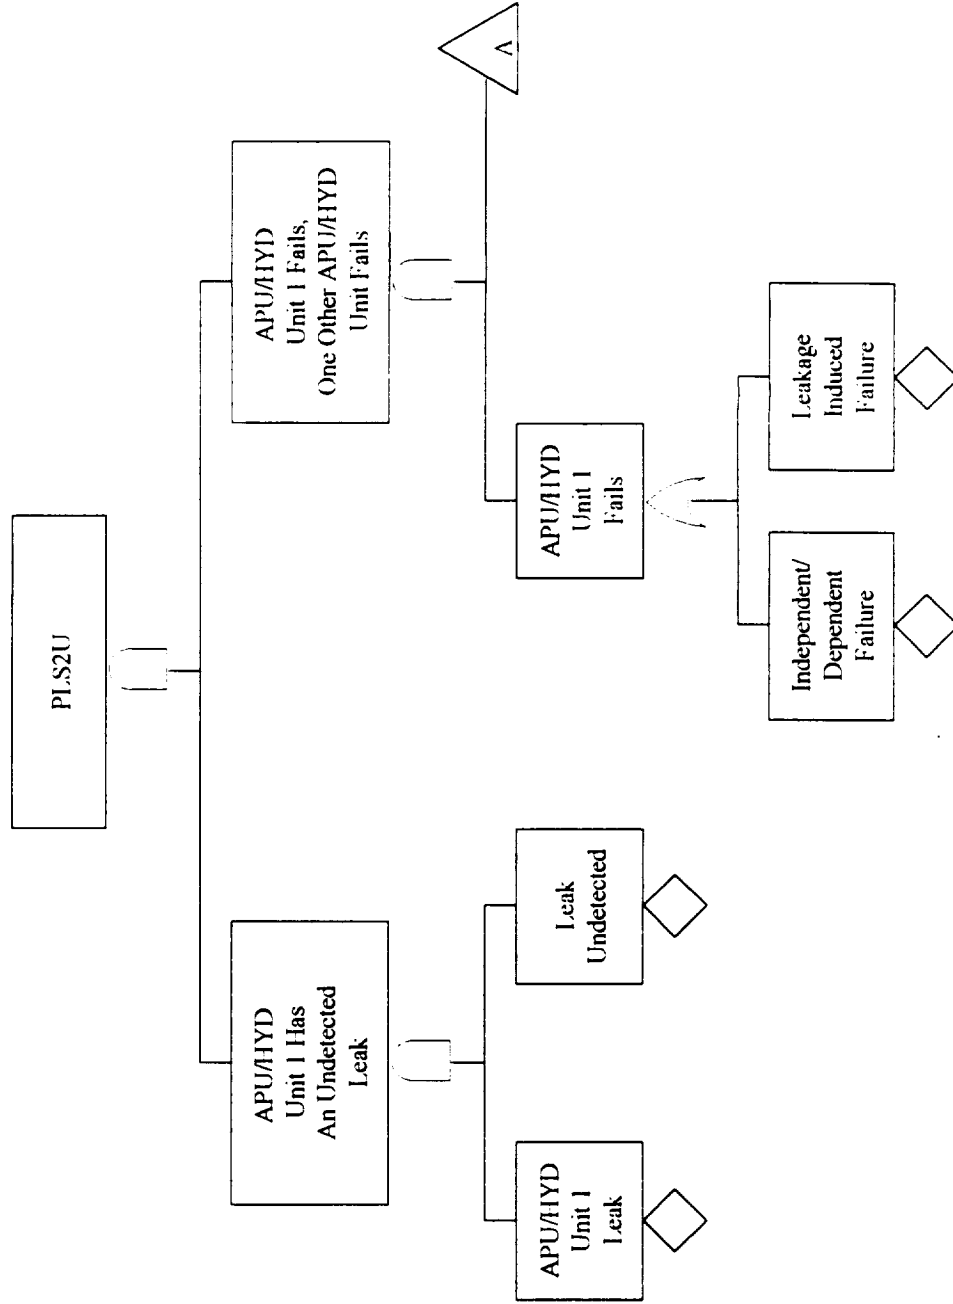 PLS2U
APU/HYD
Unit 1 Has
An Undetected
Leak
APU/HYD
Unit 1 Fails,
One Other APU/HYD
Unit Fails
APU/HYD
Unit 1
Leak
Leak
Undetected
APU/HYD
Unit 1
Fails
A
Independent/
Dependent
Failure
Leakage
Induced
Failure